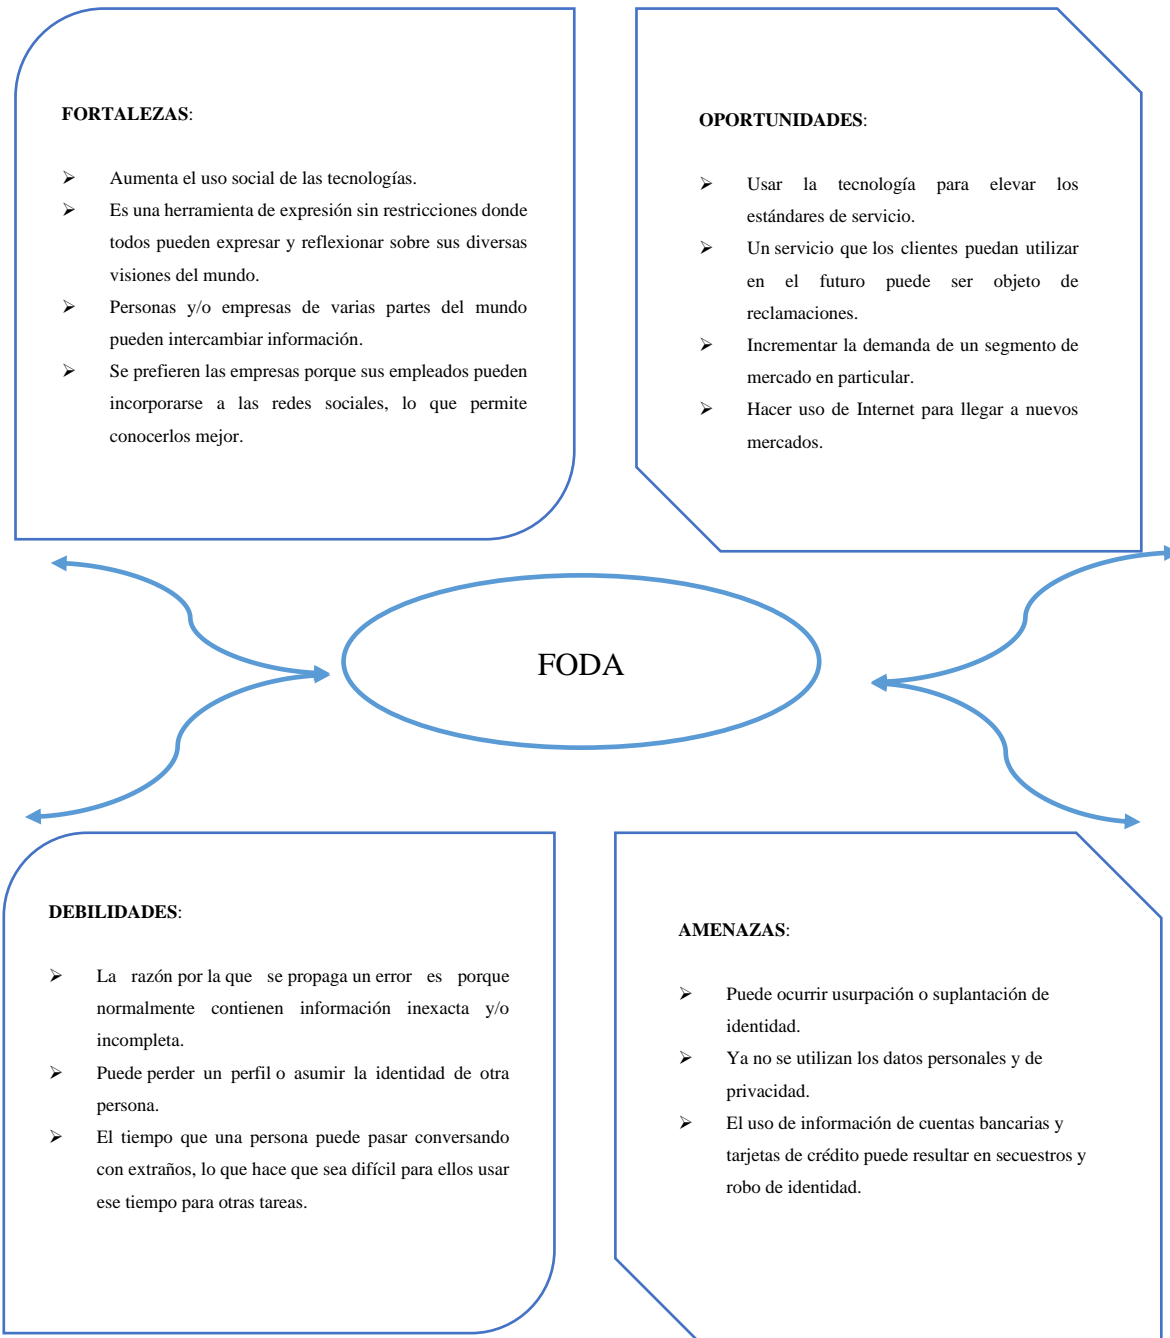 FORTALEZAS:
➢ Aumenta el uso social de las tecnologías.
➢ Es una herramienta de expresión sin restricciones donde
todos pueden expresar y reflexionar sobre sus diversas
visiones del mundo.
➢ Personas y/o empresas de varias partes del mundo
pueden intercambiar información.
➢ Se prefieren las empresas porque sus empleados pueden
incorporarse a las redes sociales, lo que permite
conocerlos mejor.
OPORTUNIDADES:
➢ Usar la tecnología para elevar los
estándares de servicio.
➢ Un servicio que los clientes puedan utilizar
en el futuro puede ser objeto de
reclamaciones.
➢ Incrementar la demanda de un segmento de
mercado en particular.
➢ Hacer uso de Internet para llegar a nuevos
mercados.
FODA
DEBILIDADES:
➢ La razón por la que se propaga un error es porque
normalmente contienen información inexacta y/o
incompleta.
➢ Puede perder un perfil o asumir la identidad de otra
persona.
➢ El tiempo que una persona puede pasar conversando
con extraños, lo que hace que sea difícil para ellos usar
ese tiempo para otras tareas.
AMENAZAS:
➢ Puede ocurrir usurpación o suplantación de
identidad.
➢ Ya no se utilizan los datos personales y de
privacidad.
➢ El uso de información de cuentas bancarias y
tarjetas de crédito puede resultar en secuestros y
robo de identidad.